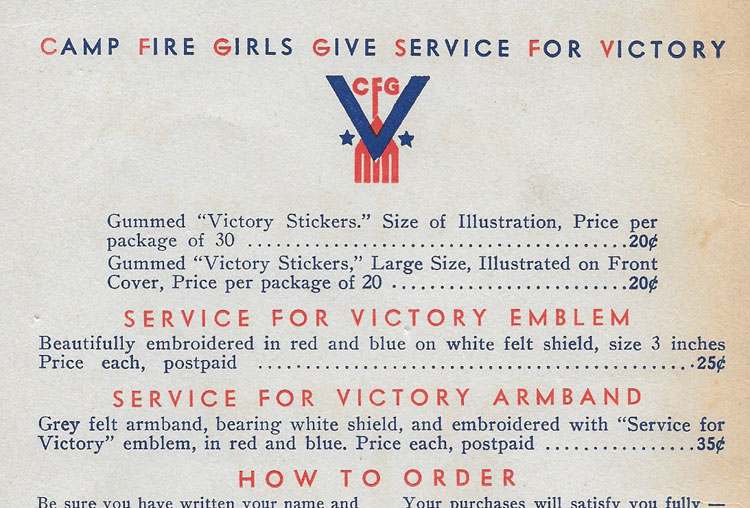 CAMP FIRE GIRLS GIVE SERVICE FOR VICTORY
CFG
Gummed “Victory Stickers.” Size of Illustration, Price per
package of 30 ........................................20¢
Gummed “Victory Stickers,” Large Size, Illustrated on Front
Cover, Price per package of 20 .........................20¢
SERVICE FOR VICTORY EMBLEM
Beautifully embroidered in red and blue on white felt shield, size 3 inches
Price each, postpaid ..............................................25¢
SERVICE FOR VICTORY ARMBAND
Grey felt armband, bearing white shield, and embroidered with “Service for
Victory” emblem, in red and blue. Price each, postpaid ................35¢
HOW TO ORDER
Be sure you have written your name and
Your purchases will satisfy you fully —